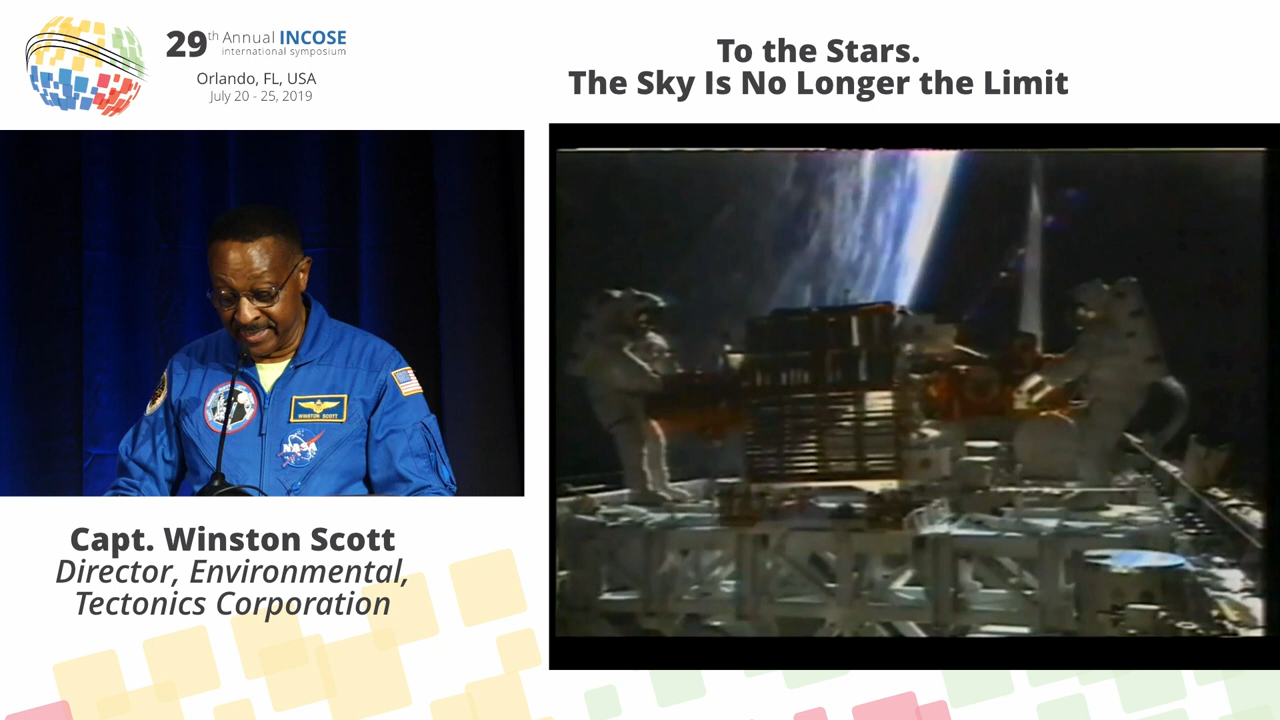 29th Annual INCOSE
international symposium
Orlando, FL, USA
July 20 - 25, 2019
To the Stars.
The Sky Is No Longer the Limit
WINSTON SCOTT
NASA
Capt. Winston Scott
Director, Environmental,
Tectonics Corporation